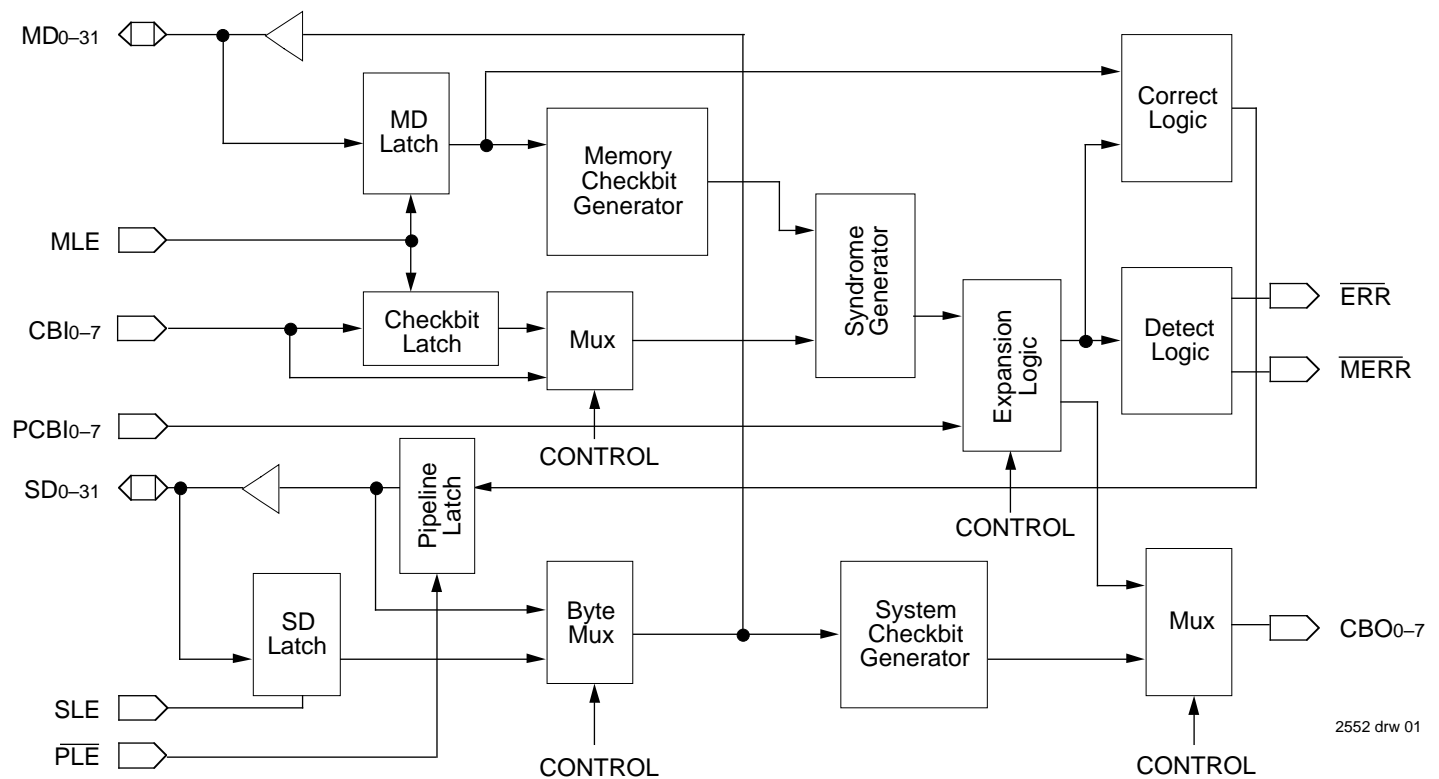 MD0–31
MD
Latch
Correct
Logic
Memory
Checkbit
Generator
MLE
Syndrome
Generator
CBI0–7
Checkbit
Latch
Mux
Expansion
Logic
Detect
Logic
ERR
MERR
PCBI0–7
CONTROL
SD0–31
Pipeline
Latch
CONTROL
SD
Latch
Byte
Mux
System
Checkbit
Generator
Mux
CBO0–7
SLE
PLE
CONTROL
CONTROL
2552 drw 01